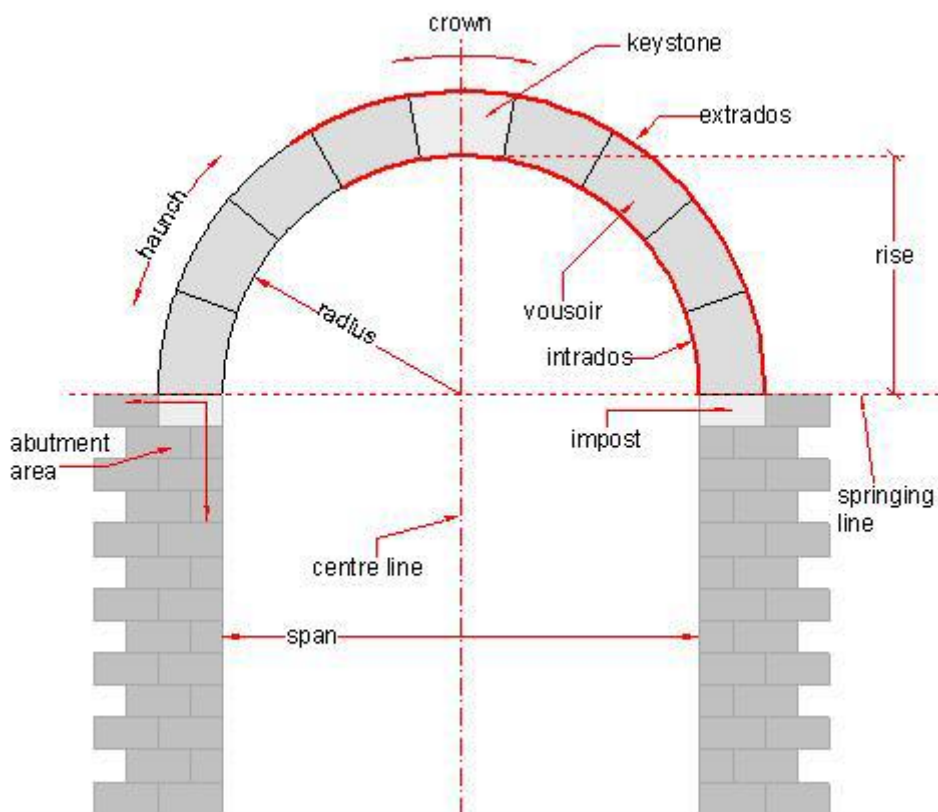 crown
keystone
extrados
haunch
rise
radius
vousoir
intrados
abutment
area
impost
springing
line
centre line
span